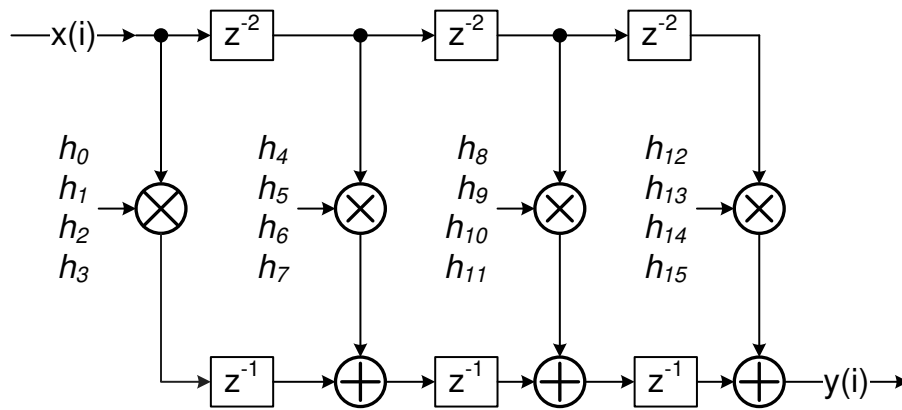 x(i) z⁻² z⁻² z⁻²
h₀ h₄ h₈ h₁₂
h₁ h₅ h₉ h₁₃
h₂ h₆ h₁₀ h₁₄
h₃ h₇ h₁₁ h₁₅
z⁻¹ z⁻¹ z⁻¹ y(i)